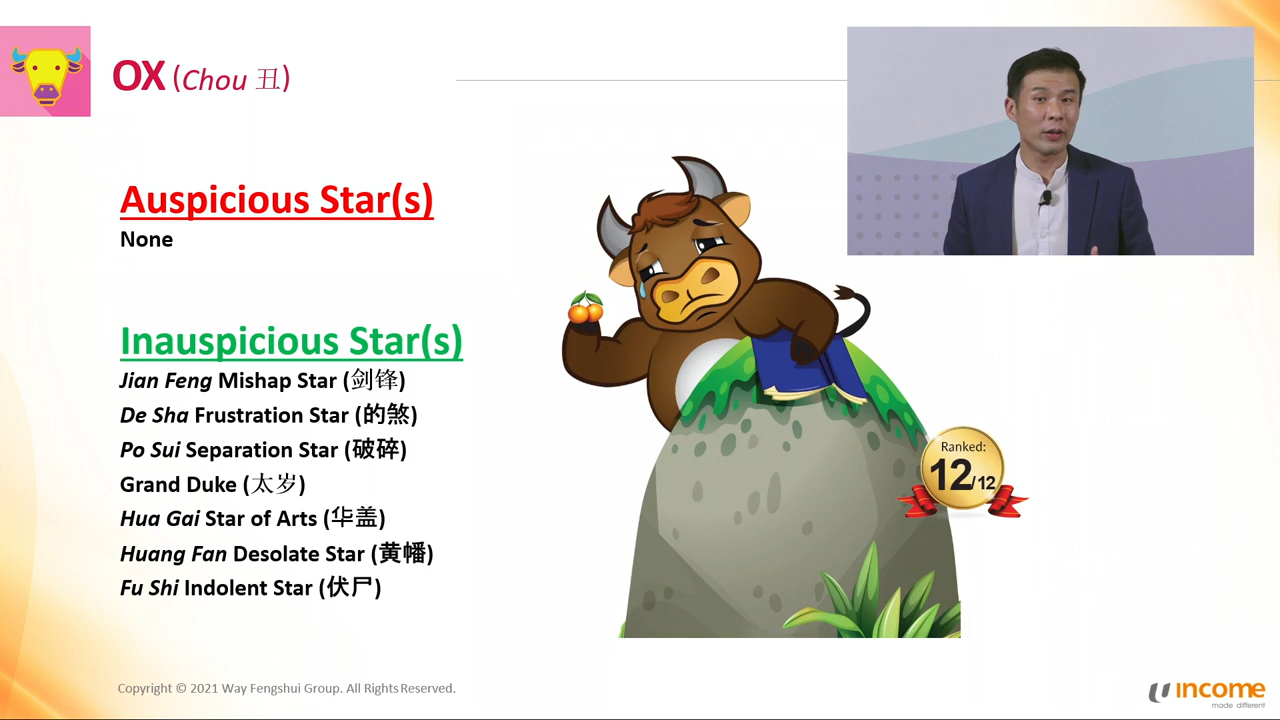 OX (Chou 丑)
Auspicious Star(s)
None
Inauspicious Star(s)
Jian Feng Mishap Star (剑锋)
De Sha Frustration Star (的煞)
Po Sui Separation Star (破碎)
Grand Duke (太岁)
Hua Gai Star of Arts (华盖)
Huang Fan Desolate Star (黄幡)
Fu Shi Indolent Star (伏尸)
Ranked:
12/12
Copyright © 2021 Way Fengshui Group. All Rights Reserved.
income
made different